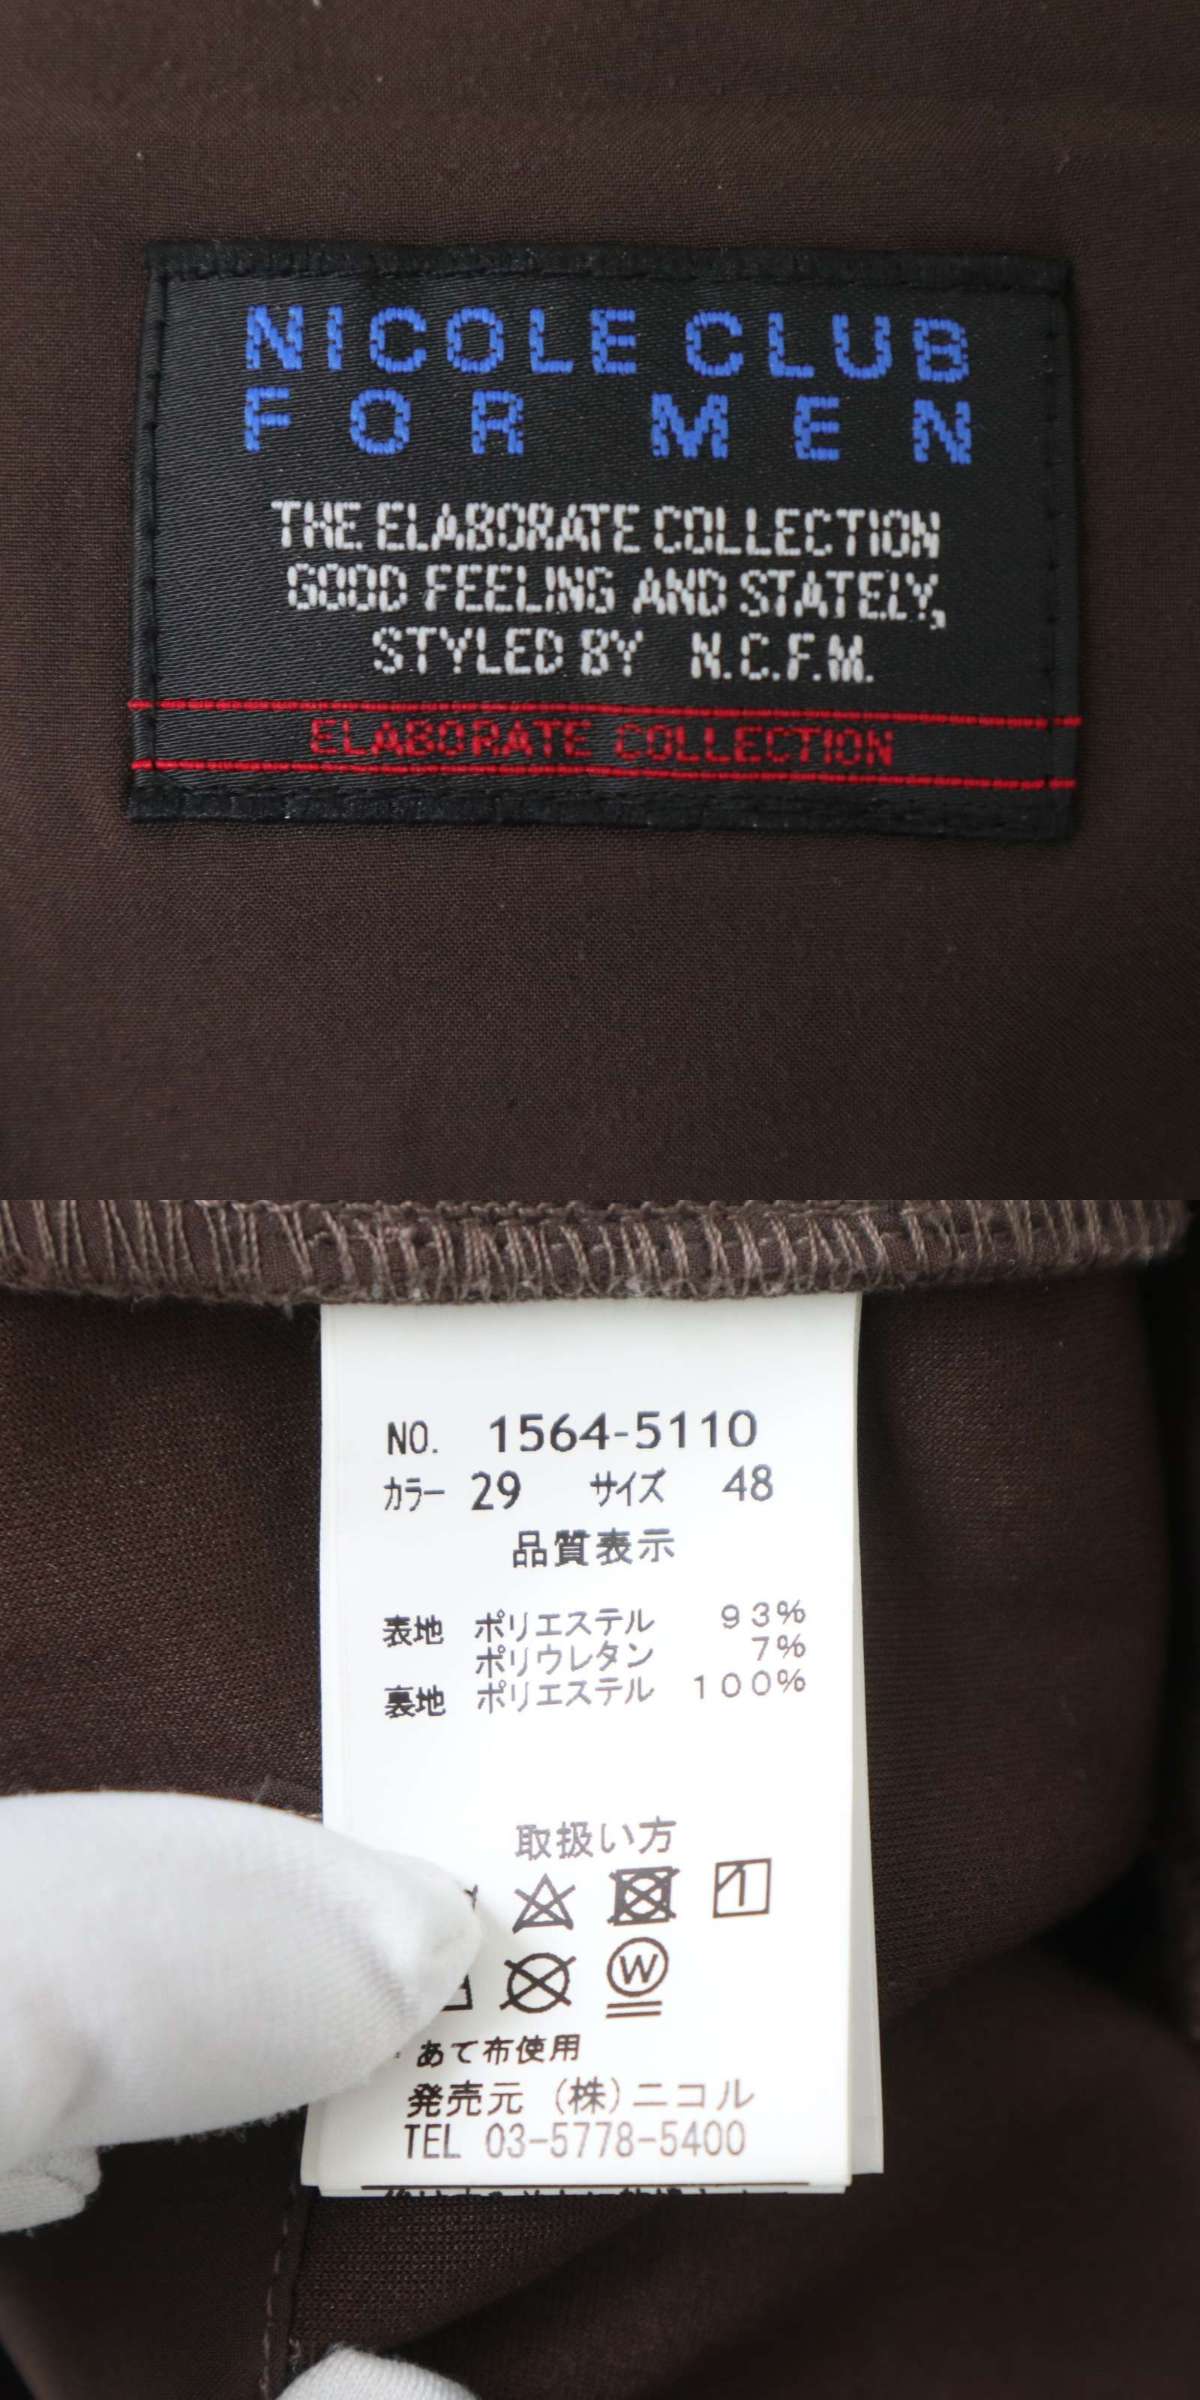 NICOLE CLUB
FOR MEN
THE ELABORATE COLLECTION
GOOD FEELING AND STATELY,
STYLED BY N.C.F.M.
ELABORATE COLLECTION
NO. 1564-5110
カラー 29 サイズ 48
品質表示
表地 ポリエステル 93%
ポリウレタン 7%
裏地 ポリエステル 100%
取扱い方
W
あて布使用
発売元 (株)ニコル
TEL 03-5778-5400